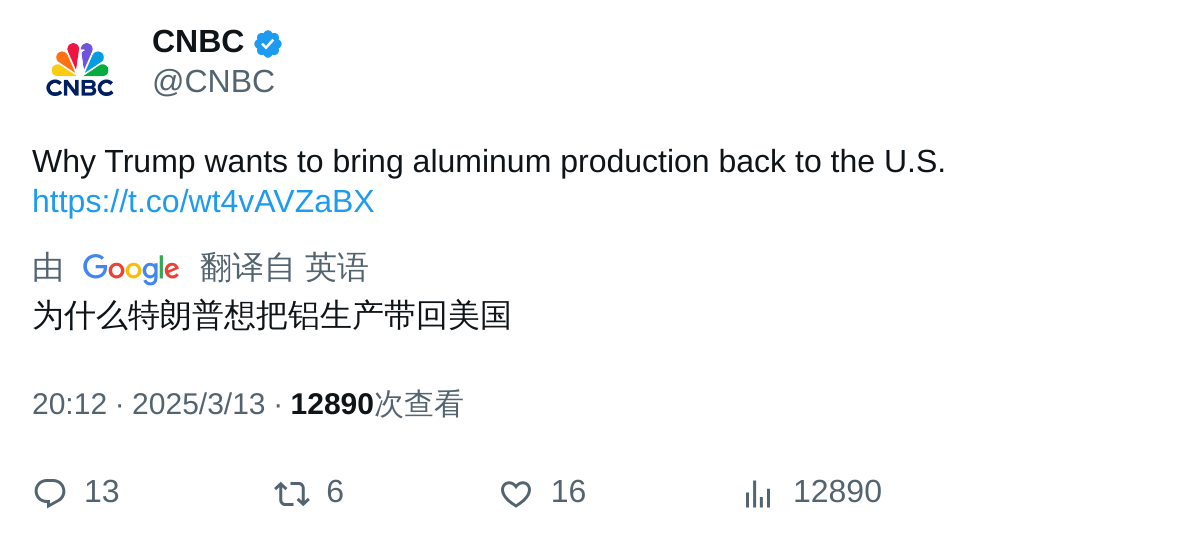 CNBC
CNBC
@CNBC
Why Trump wants to bring aluminum production back to the U.S.
https://t.co/wt4vAVZaBX
由 Google 翻译自 英语
为什么特朗普想把铝生产带回美国
20:12 · 2025/3/13 · 12890次查看
13 6 16 12890